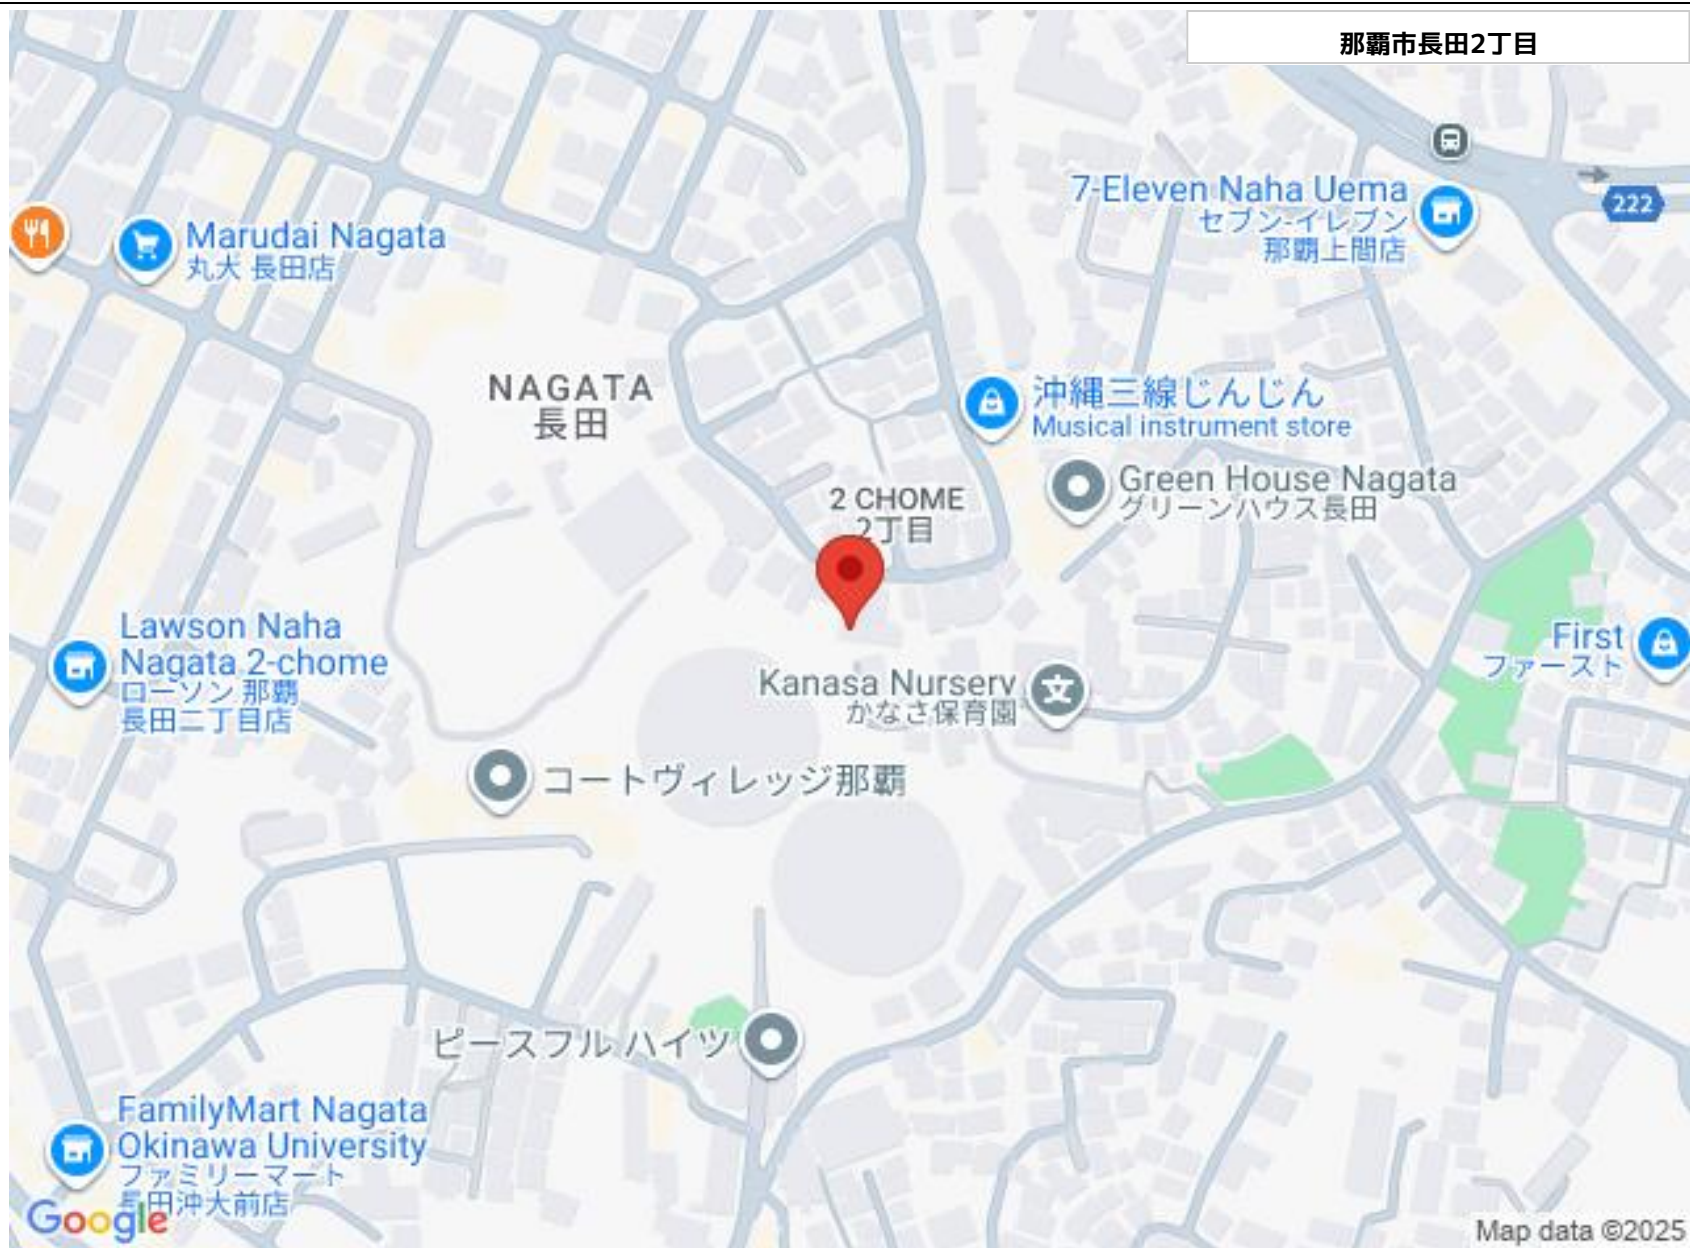 那覇市長田2丁目
7-Eleven Naha Uema
セブン-イレブン
那覇上間店
222
Marudai Nagata
丸大 長田店
NAGATA
長田
沖縄三線じんじん
Musical instrument store
Green House Nagata
グリーンハウス長田
2 CHOME
2丁目
Lawson Naha
Nagata 2-chome
ローソン 那覇
長田二丁目店
First
ファースト
Kanasa Nursery
かなさ保育園
文
コートヴィレッジ那覇
ピースフル ハイツ
FamilyMart Nagata
Okinawa University
ファミリーマート
長田沖大前店
Google
Map data ©2025